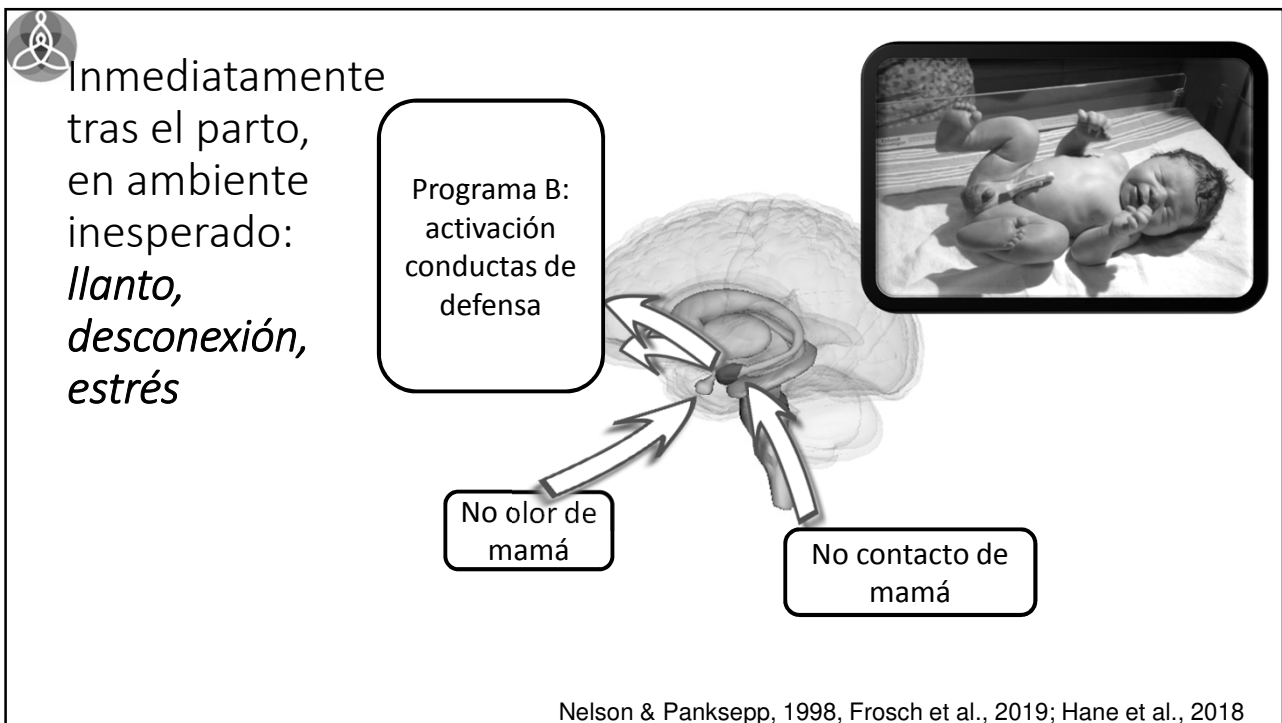 Inmediatamente
tras el parto,
en ambiente
inesperado:
llanto,
desconexión,
estrés
Programa B:
activación
conductas de
defensa
No olor de
mamá
No contacto de
mamá
Nelson & Panksepp, 1998, Frosch et al., 2019; Hane et al., 2018